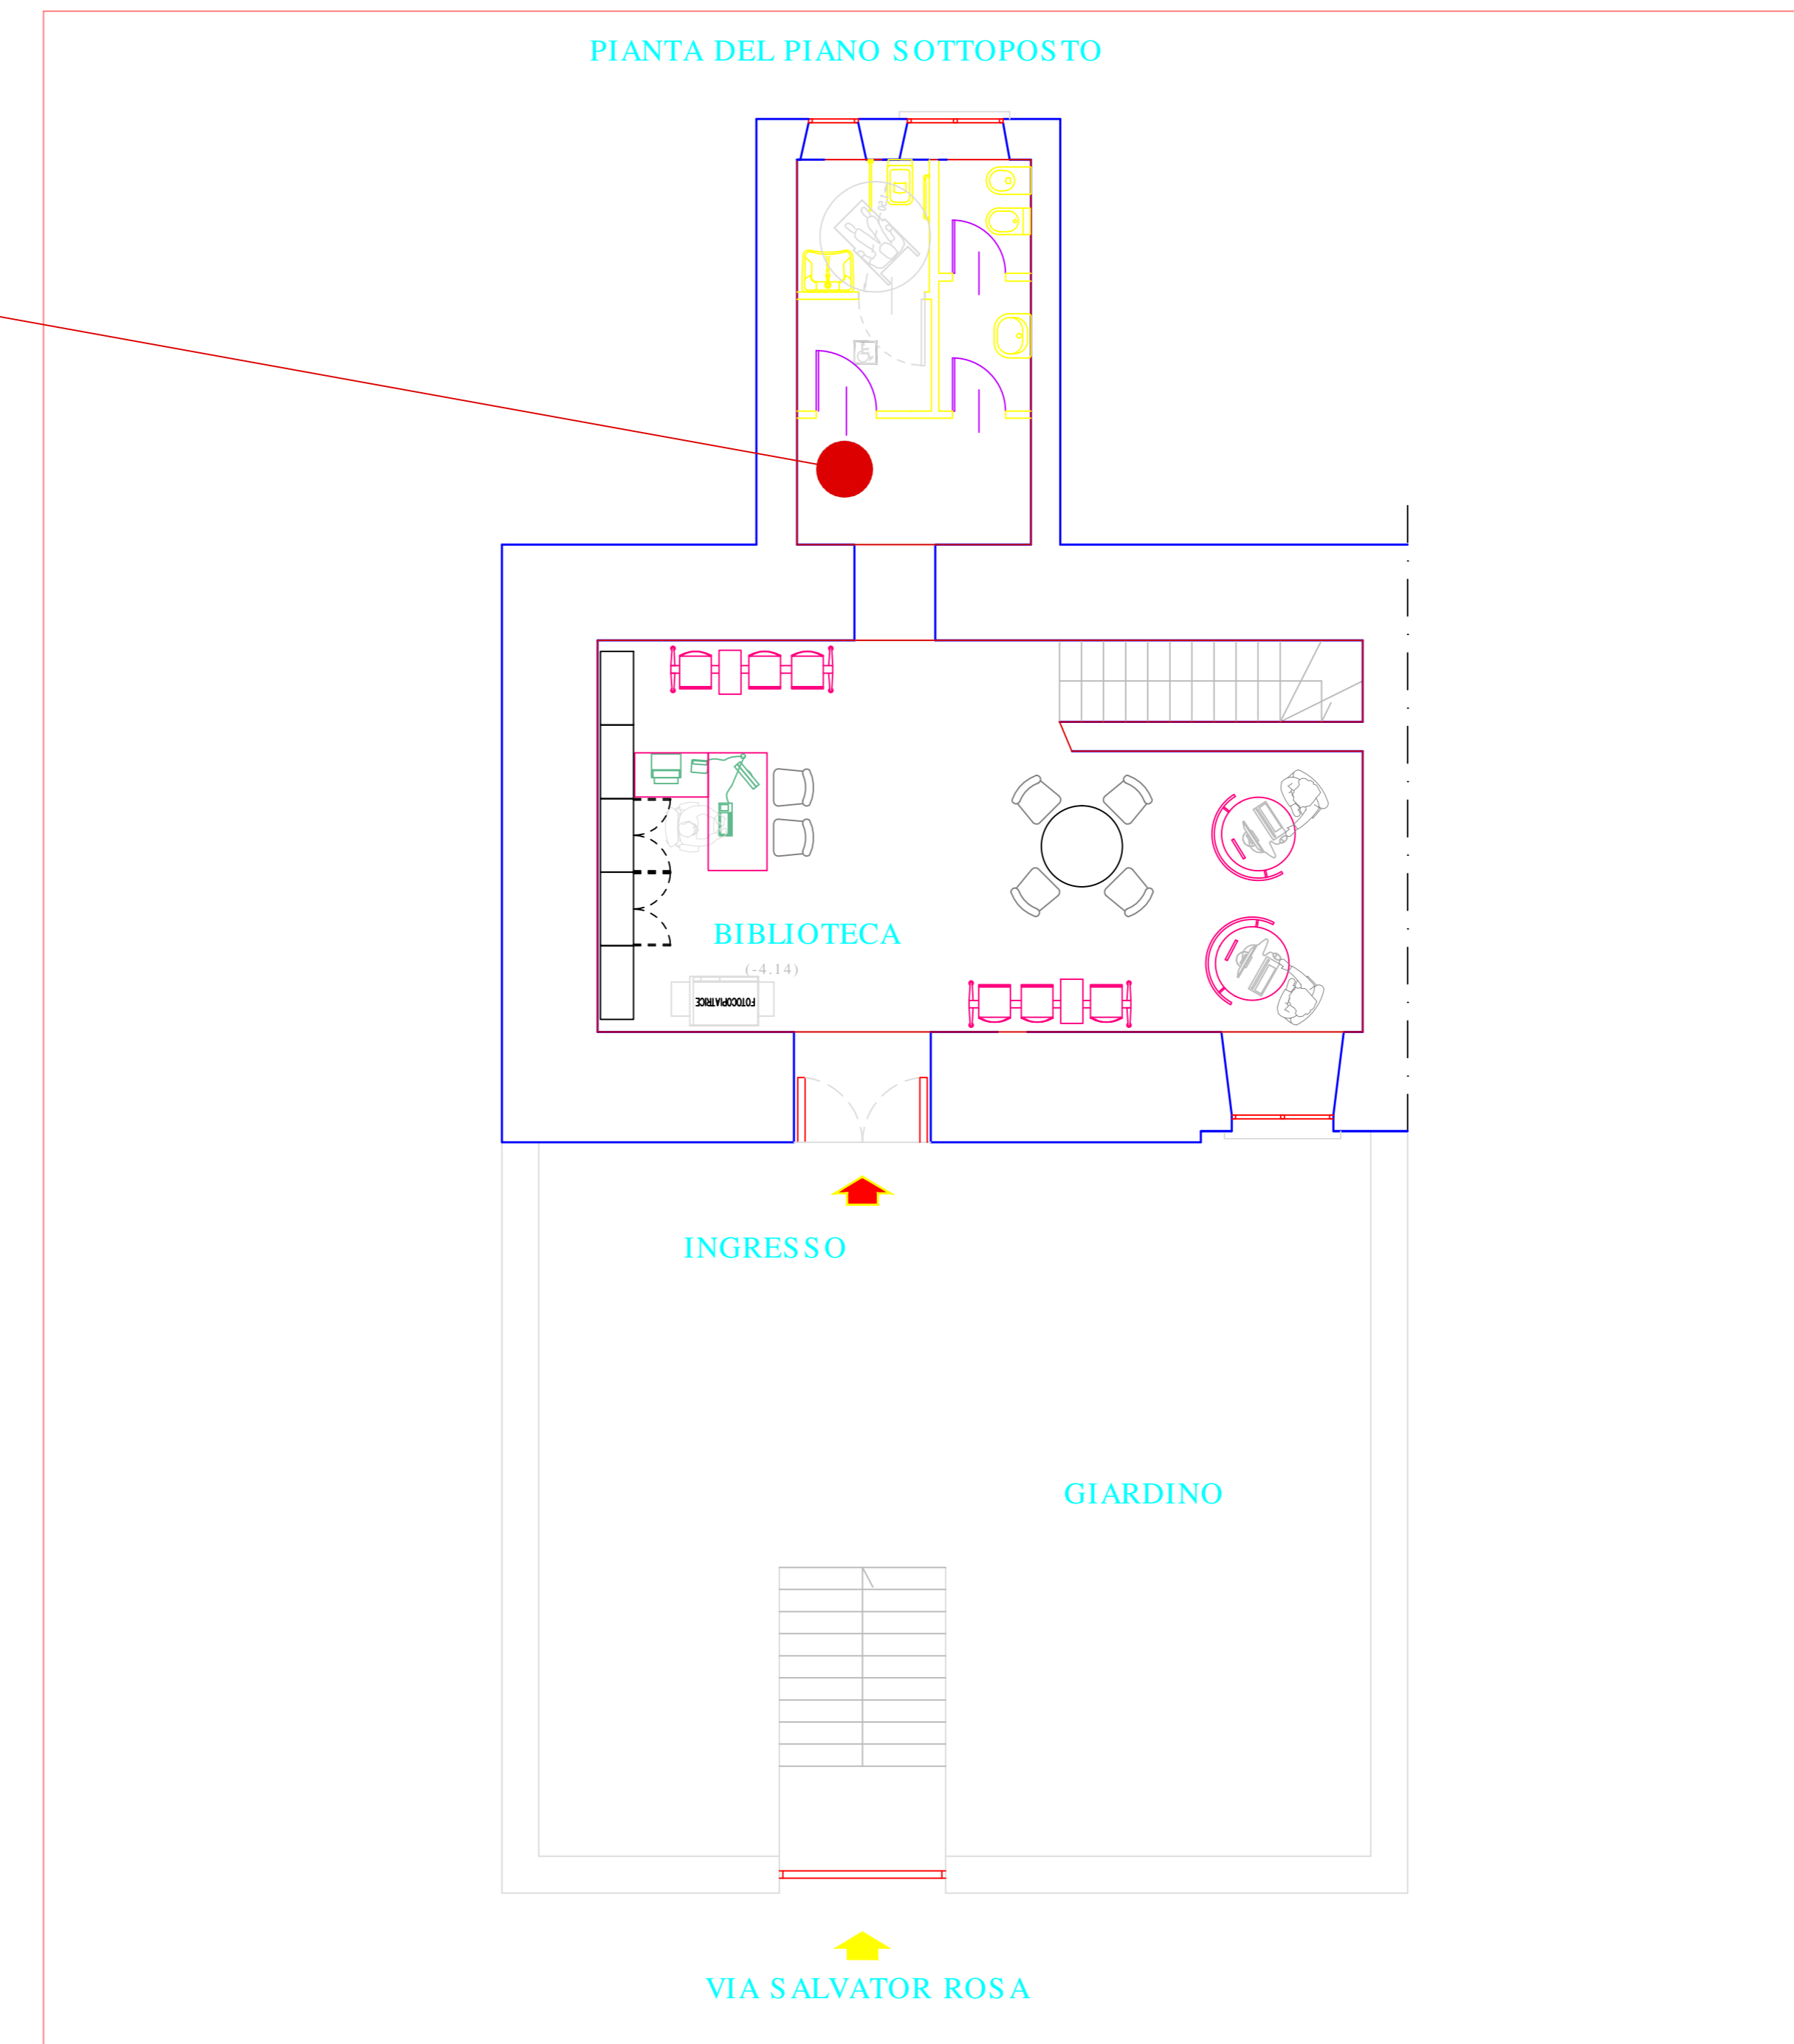 PIANTA DEL PIANO SOTTOPOSTO
BIBLIOTECA
(-4.14)
FOTOCOPIATRICE
INGRESSO
GIARDINO
VIA SALVATOR ROSA